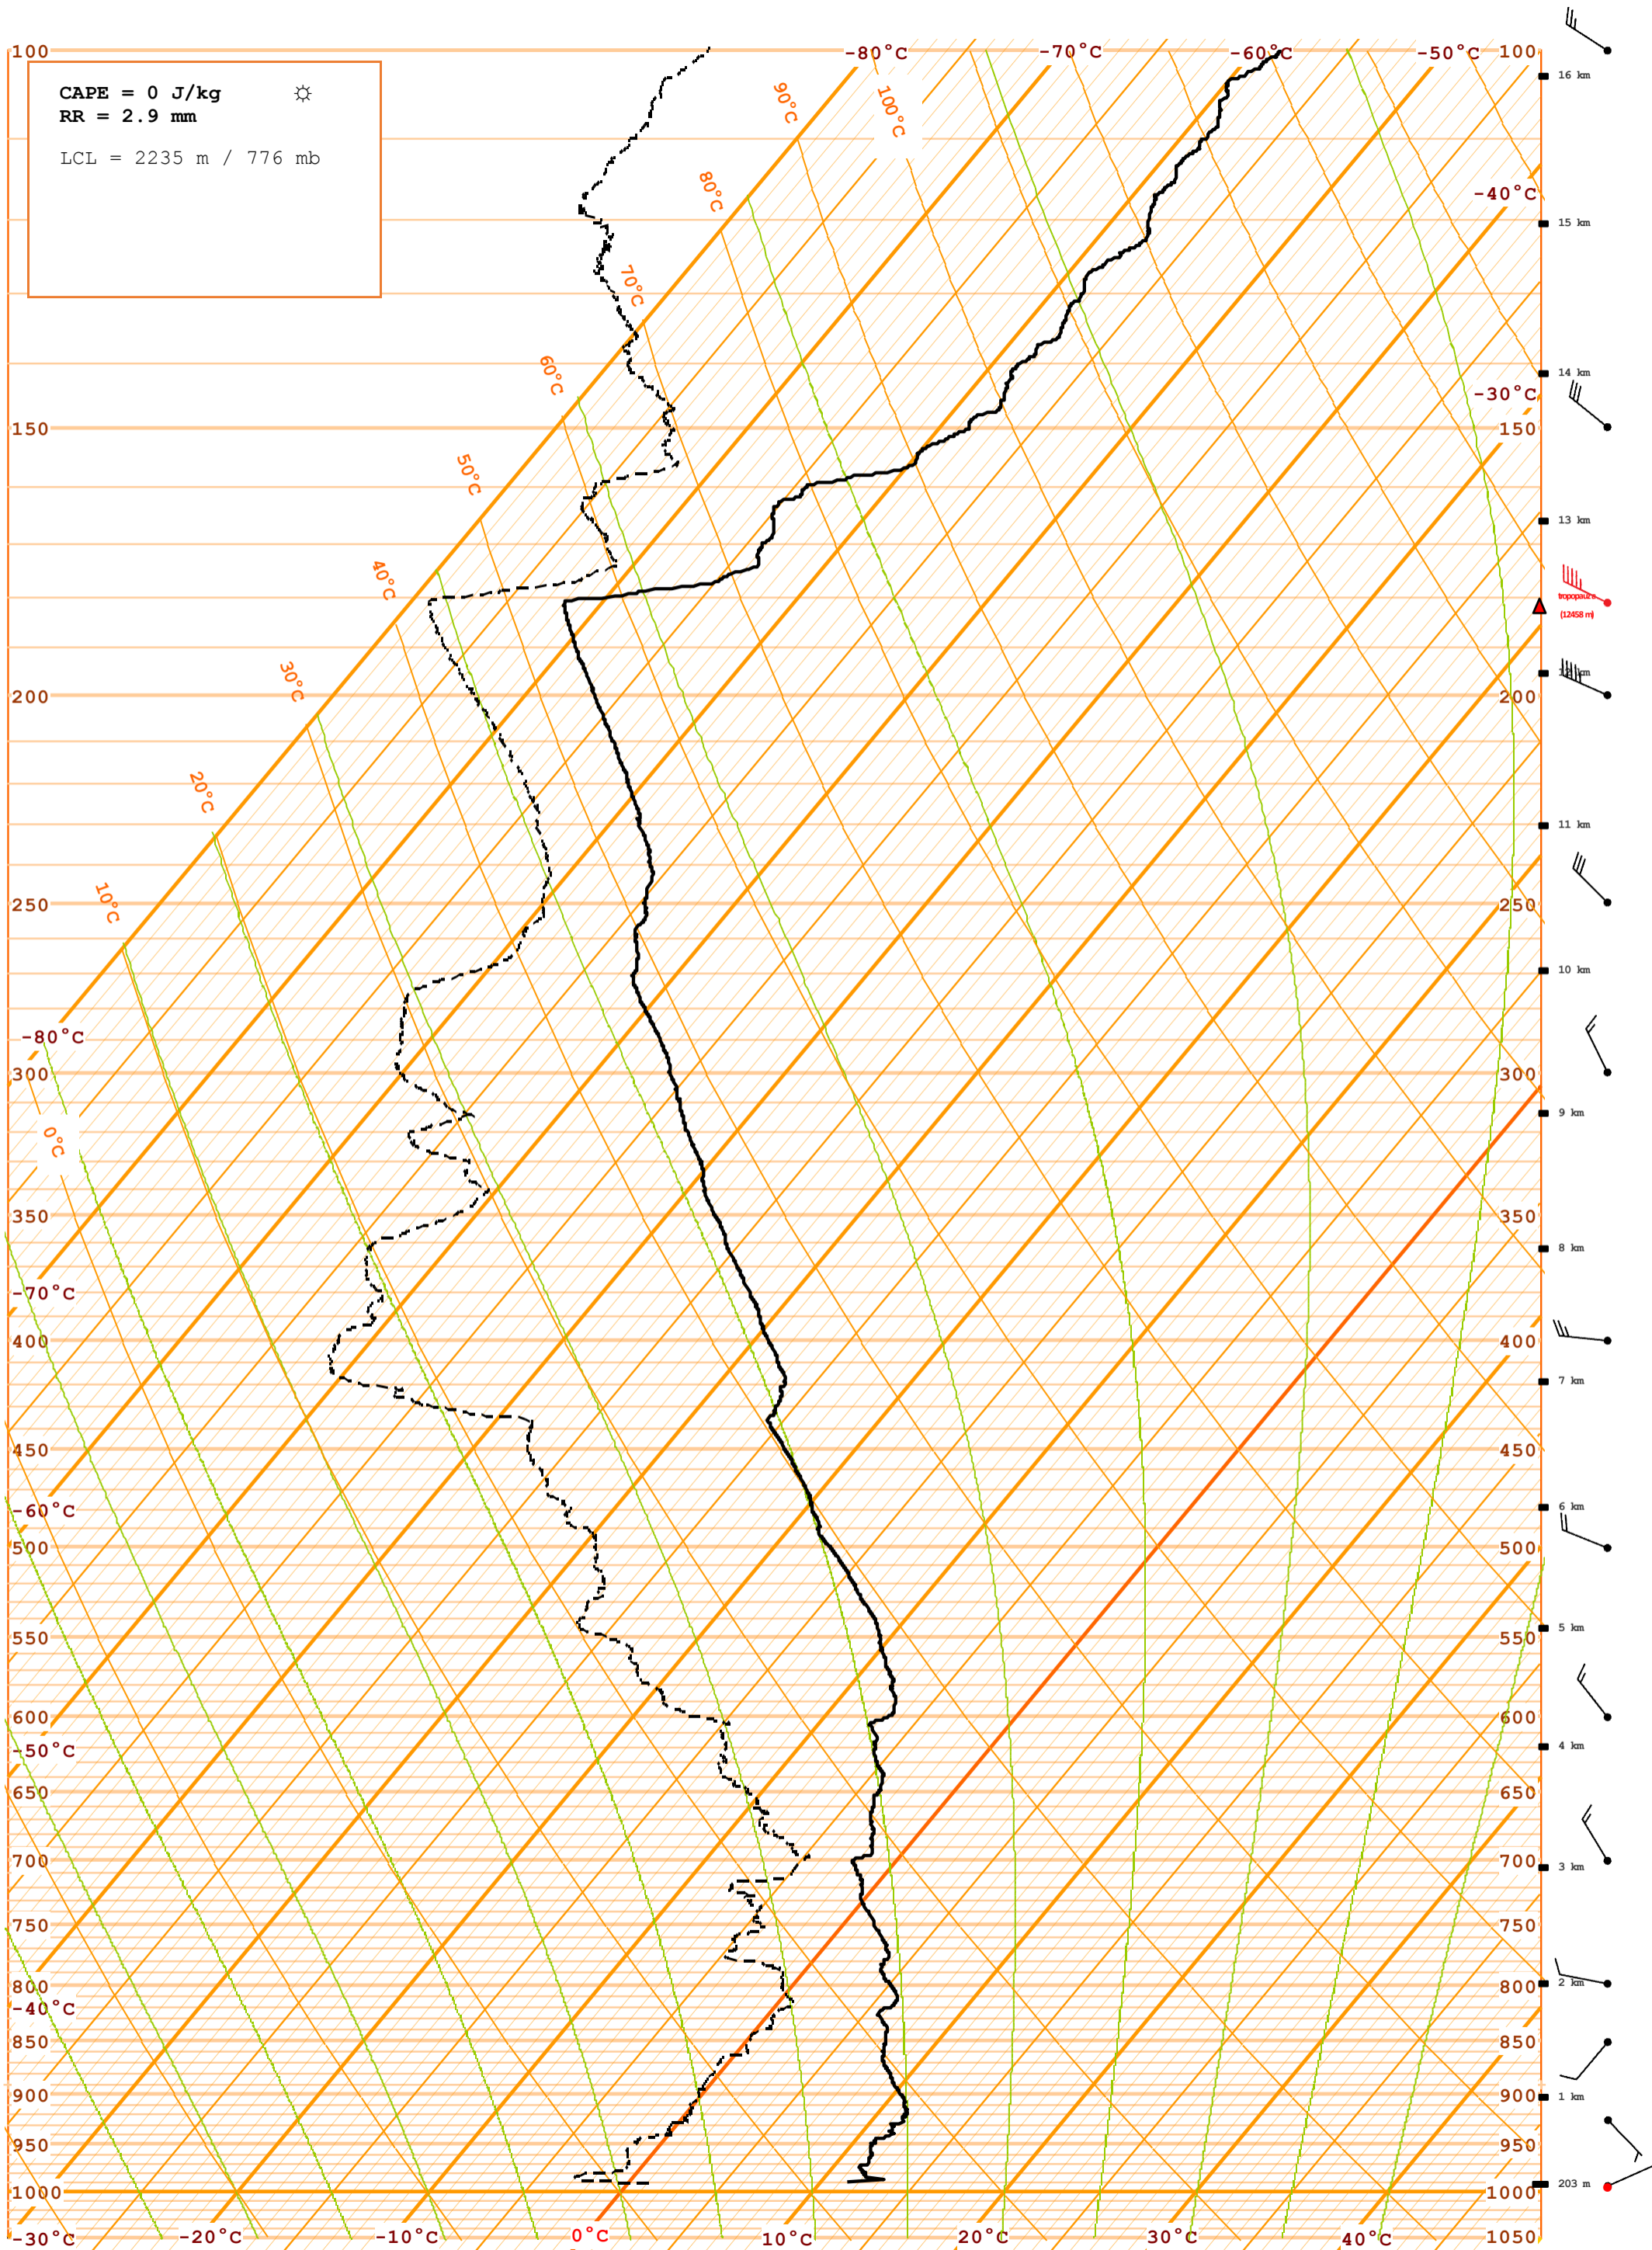 100 -80°C -70°C -60°C -50°C 100
16 km
CAPE = 0 J/kg ☼
RR = 2.9 mm
90°C 100°C
LCL = 2235 m / 776 mb
80°C -40°C
15 km
70°C
14 km
60°C -30°C
150 150
50°C
13 km
40°C
tropopauze
(12458 m)
30°C
200 200
20°C
11 km
10°C
250 250
10 km
-80°C
300 300
9 km
0°C
350 350
8 km
-70°C
400 400
7 km
450 450
-60°C 6 km
500 500
5 km
550 550
600 600
4 km
-50°C
650 650
700 700
3 km
750 750
800 800
2 km
-40°C
850 850
900 900
1 km
950 950
203 m
1000 1000
-30°C -20°C -10°C 0°C 10°C 20°C 30°C 40°C 1050